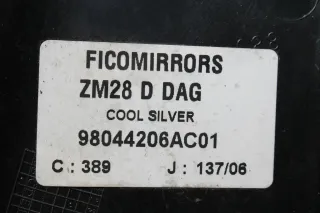 FICOMIRRORS
ZM28 D DAG
COOL SILVER
98044206AC01
C : 389 J : 137/06